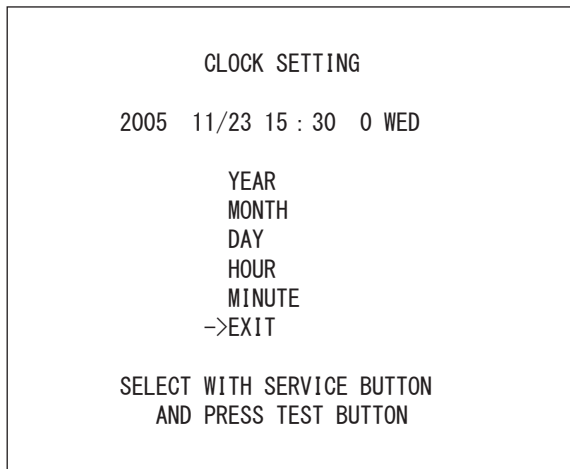 CLOCK SETTING
2005 11/23 15 : 30 0 WED
YEAR
MONTH
DAY
HOUR
MINUTE
->EXIT
SELECT WITH SERVICE BUTTON
AND PRESS TEST BUTTON